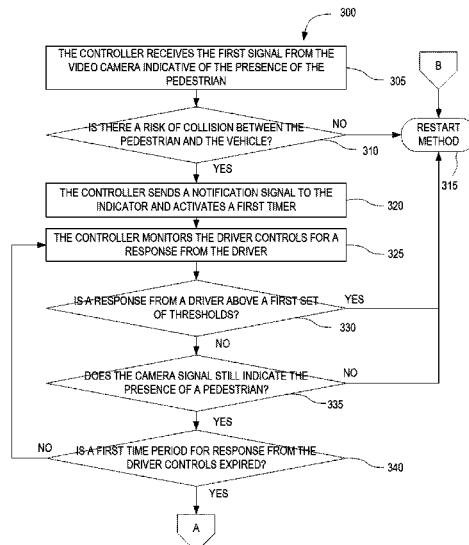 300
THE CONTROLLER RECEIVES THE FIRST SIGNAL FROM THE
VIDEO CAMERA INDICATIVE OF THE PRESENCE OF THE
PEDESTRIAN
305
B
IS THERE A RISK OF COLLISION BETWEEN THE
PEDESTRIAN AND THE VEHICLE?
NO
310
RESTART
METHOD
315
YES
THE CONTROLLER SENDS A NOTIFICATION SIGNAL TO THE
INDICATOR AND ACTIVATES A FIRST TIMER
320
THE CONTROLLER MONITORS THE DRIVER CONTROLS FOR A
RESPONSE FROM THE DRIVER
325
IS A RESPONSE FROM A DRIVER ABOVE A FIRST SET
OF THRESHOLDS?
YES
330
NO
DOES THE CAMERA SIGNAL STILL INDICATE THE
PRESENCE OF A PEDESTRIAN?
NO
335
YES
NO
IS A FIRST TIME PERIOD FOR RESPONSE FROM THE
DRIVER CONTROLS EXPIRED?
340
YES
A